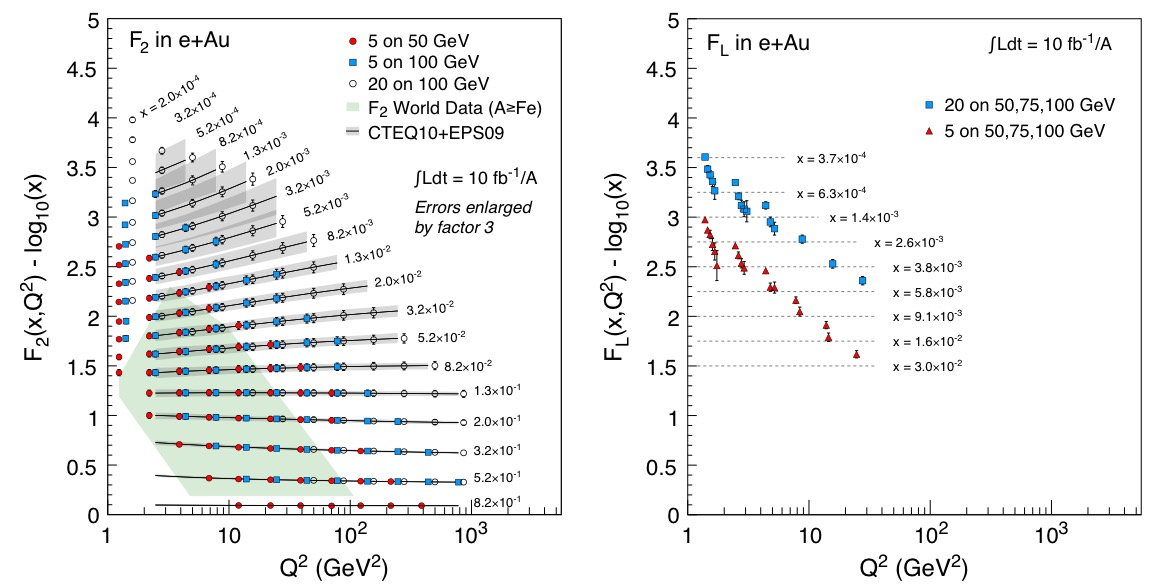 F₂(x,Q²) - log₁₀(x)
5
4.5
4
3.5
3
2.5
2
1.5
1
0.5
0
F₂ in e+Au
5 on 50 GeV
5 on 100 GeV
20 on 100 GeV
F₂ World Data (A≥Fe)
CTEQ10+EPS09
∫Ldt = 10 fb⁻¹/A
Errors enlarged
by factor 3
x = 2.0×10⁻⁴
3.2×10⁻⁴
5.2×10⁻⁴
8.2×10⁻⁴
1.3×10⁻³
2.0×10⁻³
3.2×10⁻³
5.2×10⁻³
8.2×10⁻³
1.3×10⁻²
2.0×10⁻²
3.2×10⁻²
5.2×10⁻²
8.2×10⁻²
1.3×10⁻¹
2.0×10⁻¹
3.2×10⁻¹
5.2×10⁻¹
8.2×10⁻¹
1 10 10² 10³
Q² (GeV²)
F_L(x,Q²) - log₁₀(x)
5
4.5
4
3.5
3
2.5
2
1.5
1
0.5
0
F_L in e+Au
∫Ldt = 10 fb⁻¹/A
20 on 50,75,100 GeV
5 on 50,75,100 GeV
x = 3.7×10⁻⁴
x = 6.3×10⁻⁴
x = 1.4×10⁻³
x = 2.6×10⁻³
x = 3.8×10⁻³
x = 5.8×10⁻³
x = 9.1×10⁻³
x = 1.6×10⁻²
x = 3.0×10⁻²
1 10 10² 10³
Q² (GeV²)